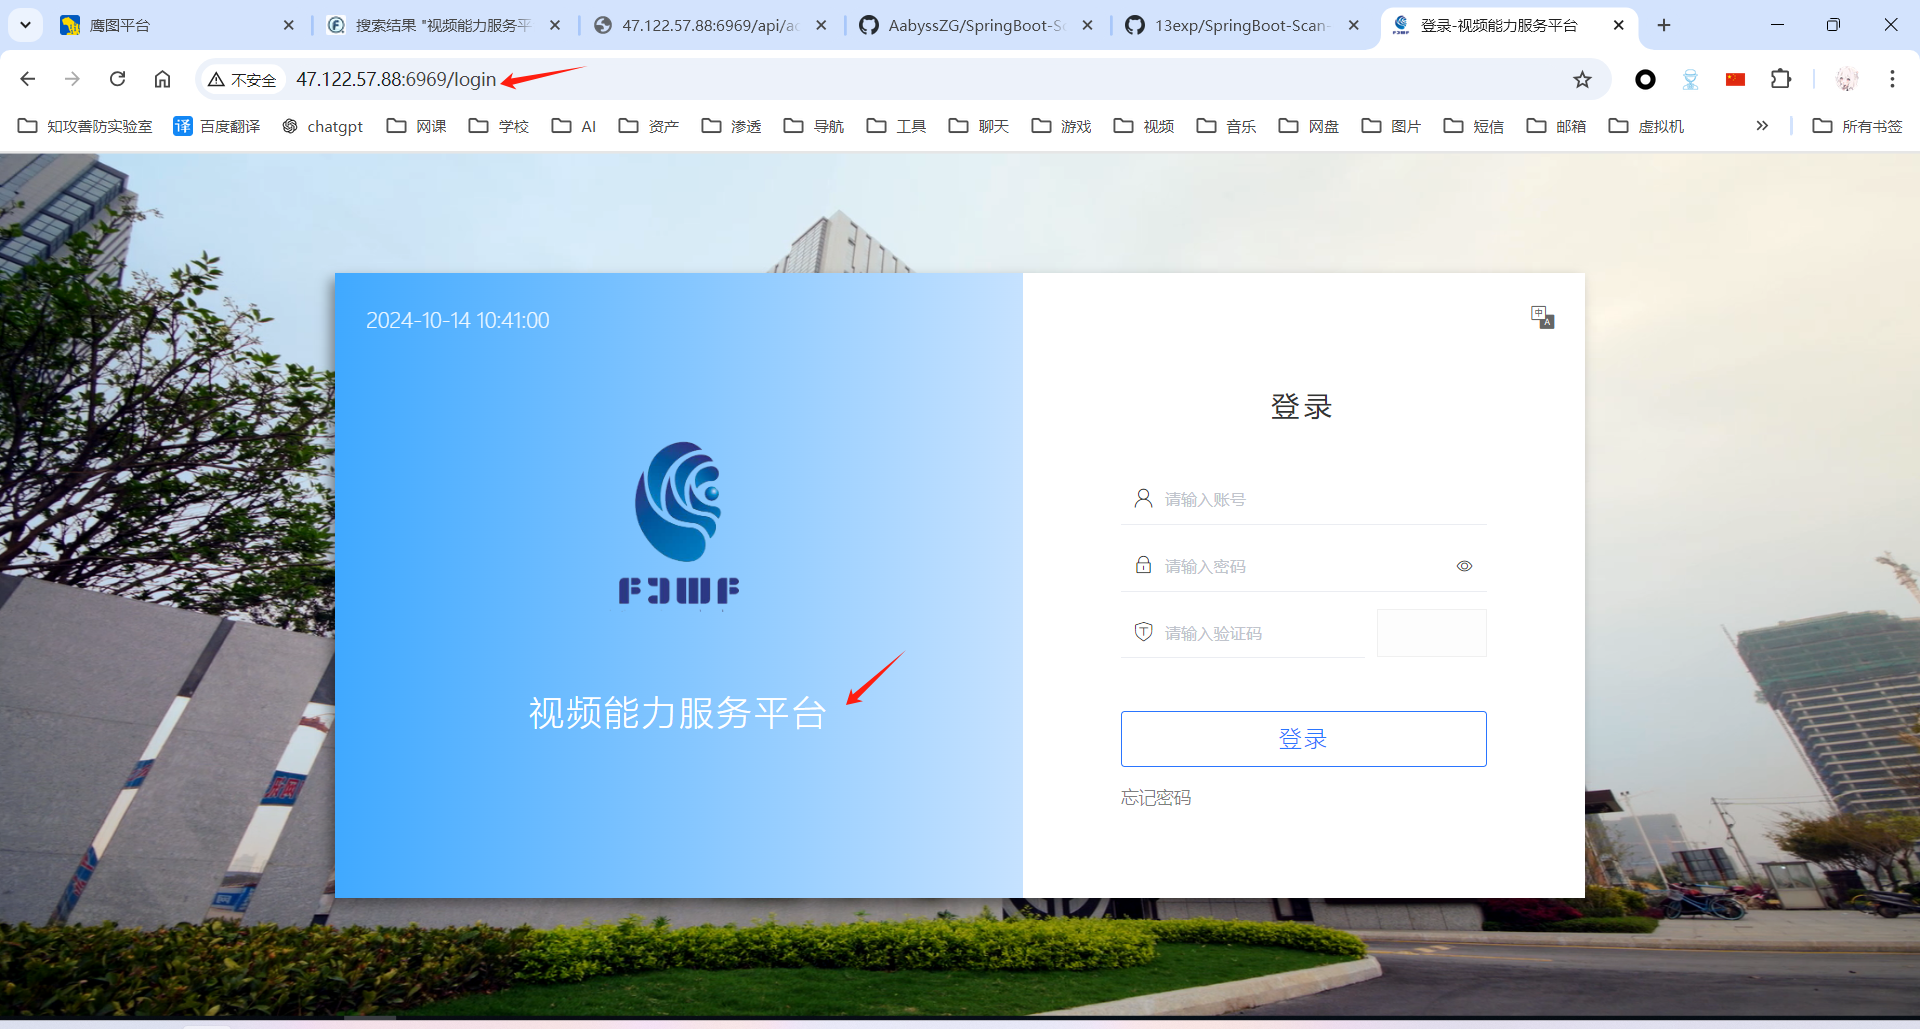 鹰图平台
搜索结果 "视频能力服务平
47.122.57.88:6969/api/ac
AabyssZG/SpringBoot-Sc
13exp/SpringBoot-Scan-
登录-视频能力服务平台
不安全
47.122.57.88:6969/login
知攻善防实验室
译 百度翻译
chatgpt
网课
学校
AI
资产
渗透
导航
工具
聊天
游戏
视频
音乐
网盘
图片
短信
邮箱
虚拟机
所有书签
2024-10-14 10:41:00
中
A
登录
请输入账号
请输入密码
请输入验证码
视频能力服务平台
登录
忘记密码